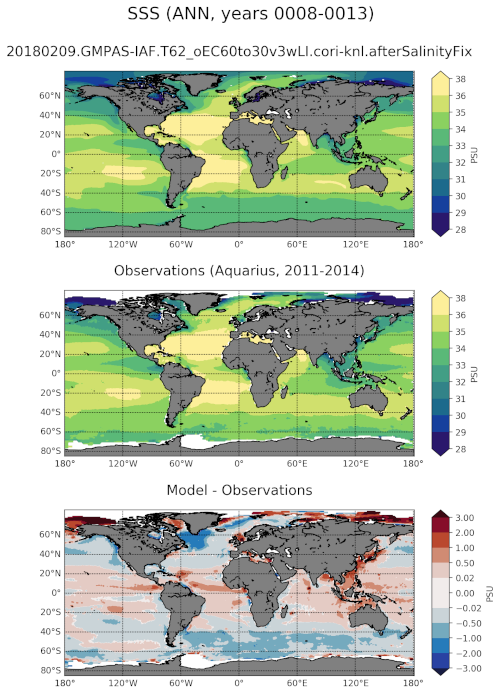 SSS (ANN, years 0008-0013)
20180209.GMPAS-IAF.T62_oEC60to30v3wLI.cori-knl.afterSalinityFix
60°N
40°N
20°N
0°
20°S
40°S
60°S
80°S
180° 120°W 60°W 0° 60°E 120°E 180°
38
36
35
34
33
32
31
30
29
28
PSU
Observations (Aquarius, 2011-2014)
60°N
40°N
20°N
0°
20°S
40°S
60°S
80°S
180° 120°W 60°W 0° 60°E 120°E 180°
38
36
35
34
33
32
31
30
29
28
PSU
Model - Observations
60°N
40°N
20°N
0°
20°S
40°S
60°S
80°S
180° 120°W 60°W 0° 60°E 120°E 180°
3.00
2.00
1.00
0.50
0.02
−0.02
−0.50
−1.00
−2.00
−3.00
PSU